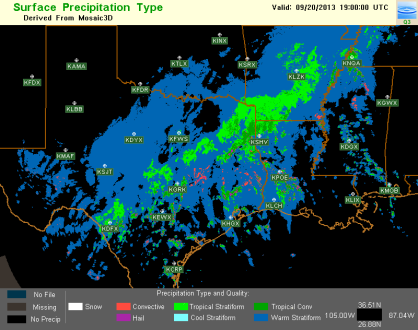 Surface Precipitation Type
Derived From Mosaic3D
Valid: 09/20/2013 19:00:00 UTC
Q3
KINX
KAMA
KTLX
KSRX
KNQA
KFDX
KFDR
KLZK
KLBB
KGWX
KDYX
KFWS
KSHV
KMAF
KDGX
KSJT
KPOE
KGRK
KMOB
KEWX
KLCH
KLIX
KDFX
KHGX
KCRP
Precipitation Type and Quality:
No File
Missing
No Precip
Snow
Convective
Hail
Tropical Stratiform
Cool Stratiform
Tropical Conv
Warm Stratiform
36.51N
105.00W
87.04W
26.88N